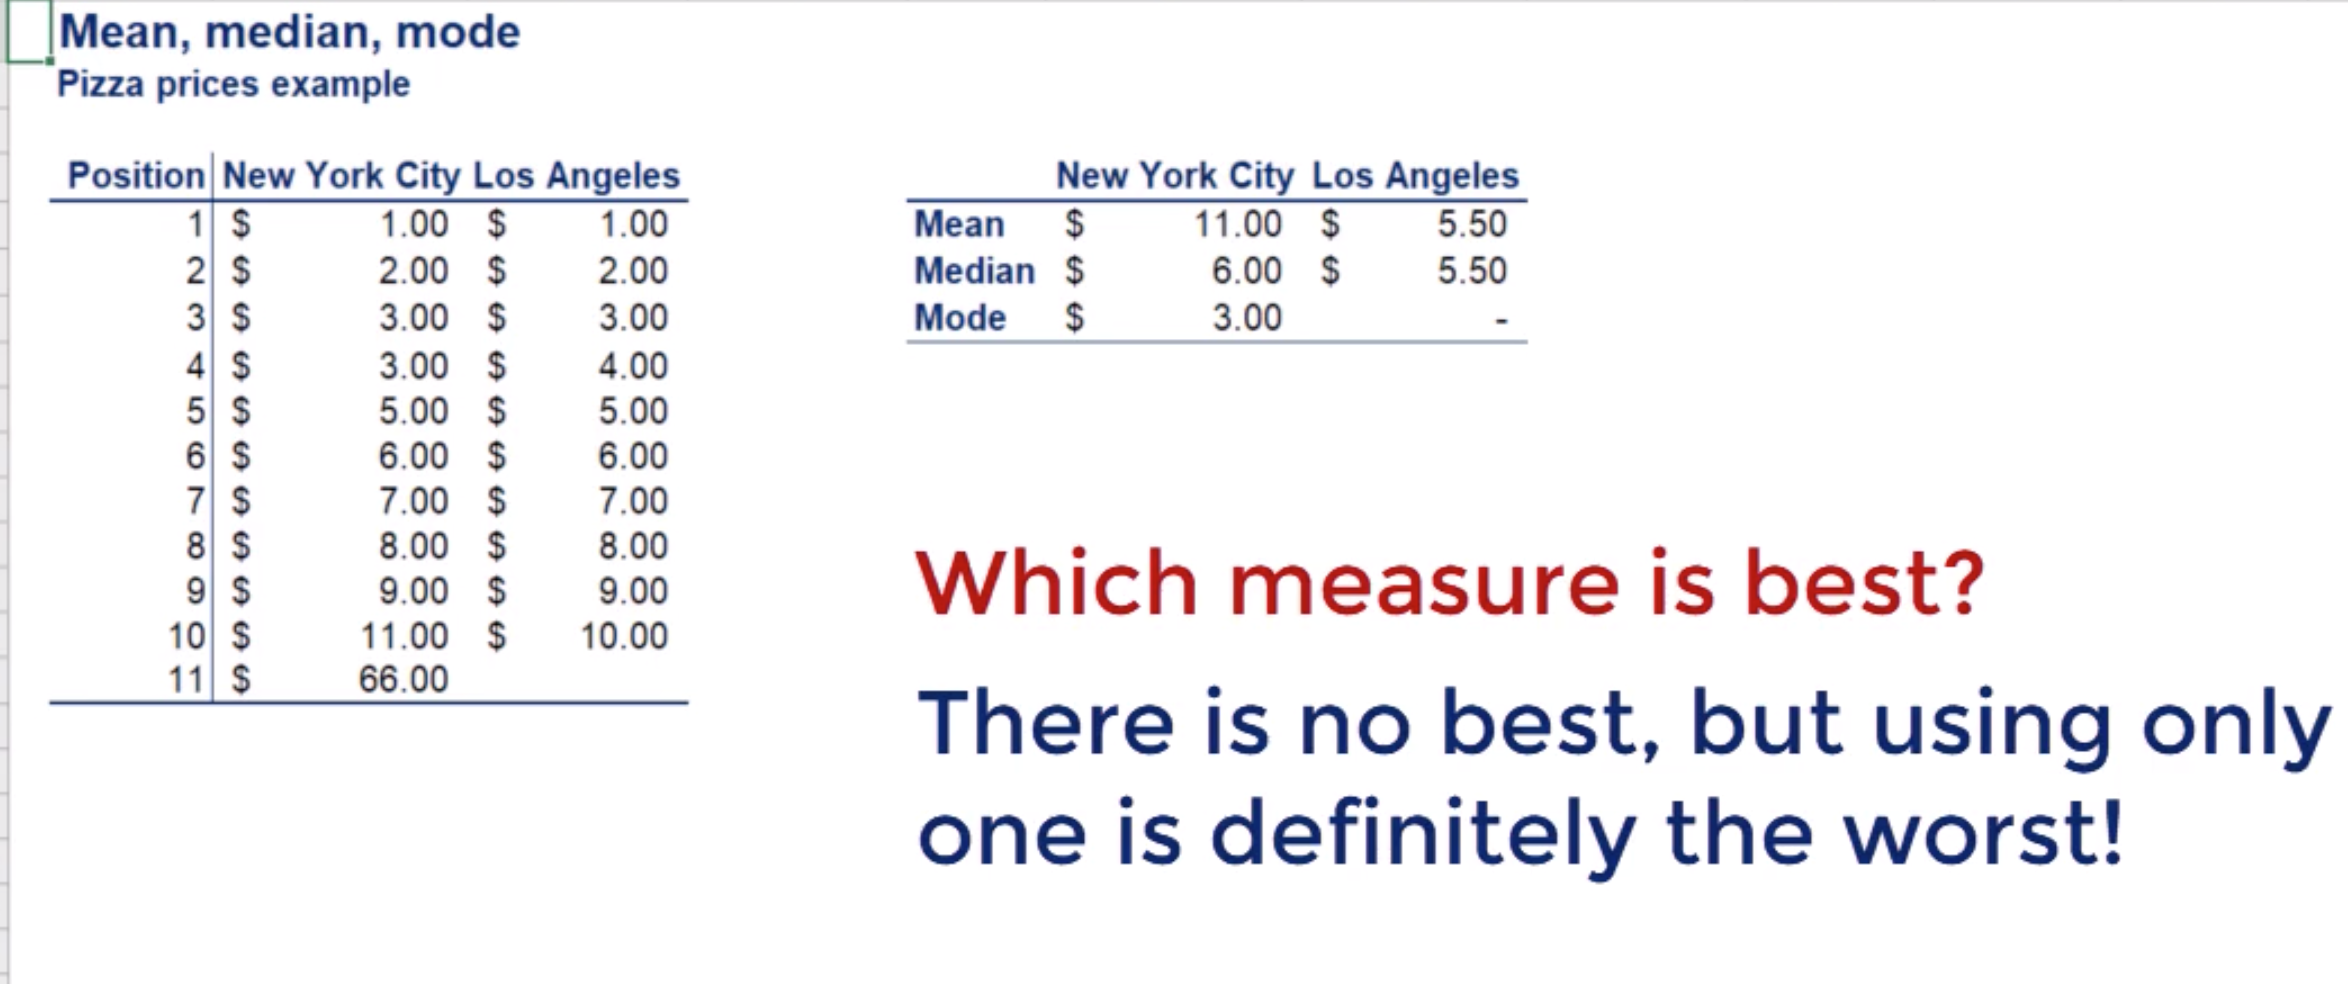 Mean, median, mode
Pizza prices example
Position New York City Los Angeles
1 $ 1.00 $ 1.00
2 $ 2.00 $ 2.00
3 $ 3.00 $ 3.00
4 $ 3.00 $ 4.00
5 $ 5.00 $ 5.00
6 $ 6.00 $ 6.00
7 $ 7.00 $ 7.00
8 $ 8.00 $ 8.00
9 $ 9.00 $ 9.00
10 $ 11.00 $ 10.00
11 $ 66.00
New York City Los Angeles
Mean $ 11.00 $ 5.50
Median $ 6.00 $ 5.50
Mode $ 3.00 -
Which measure is best?
There is no best, but using only
one is definitely the worst!